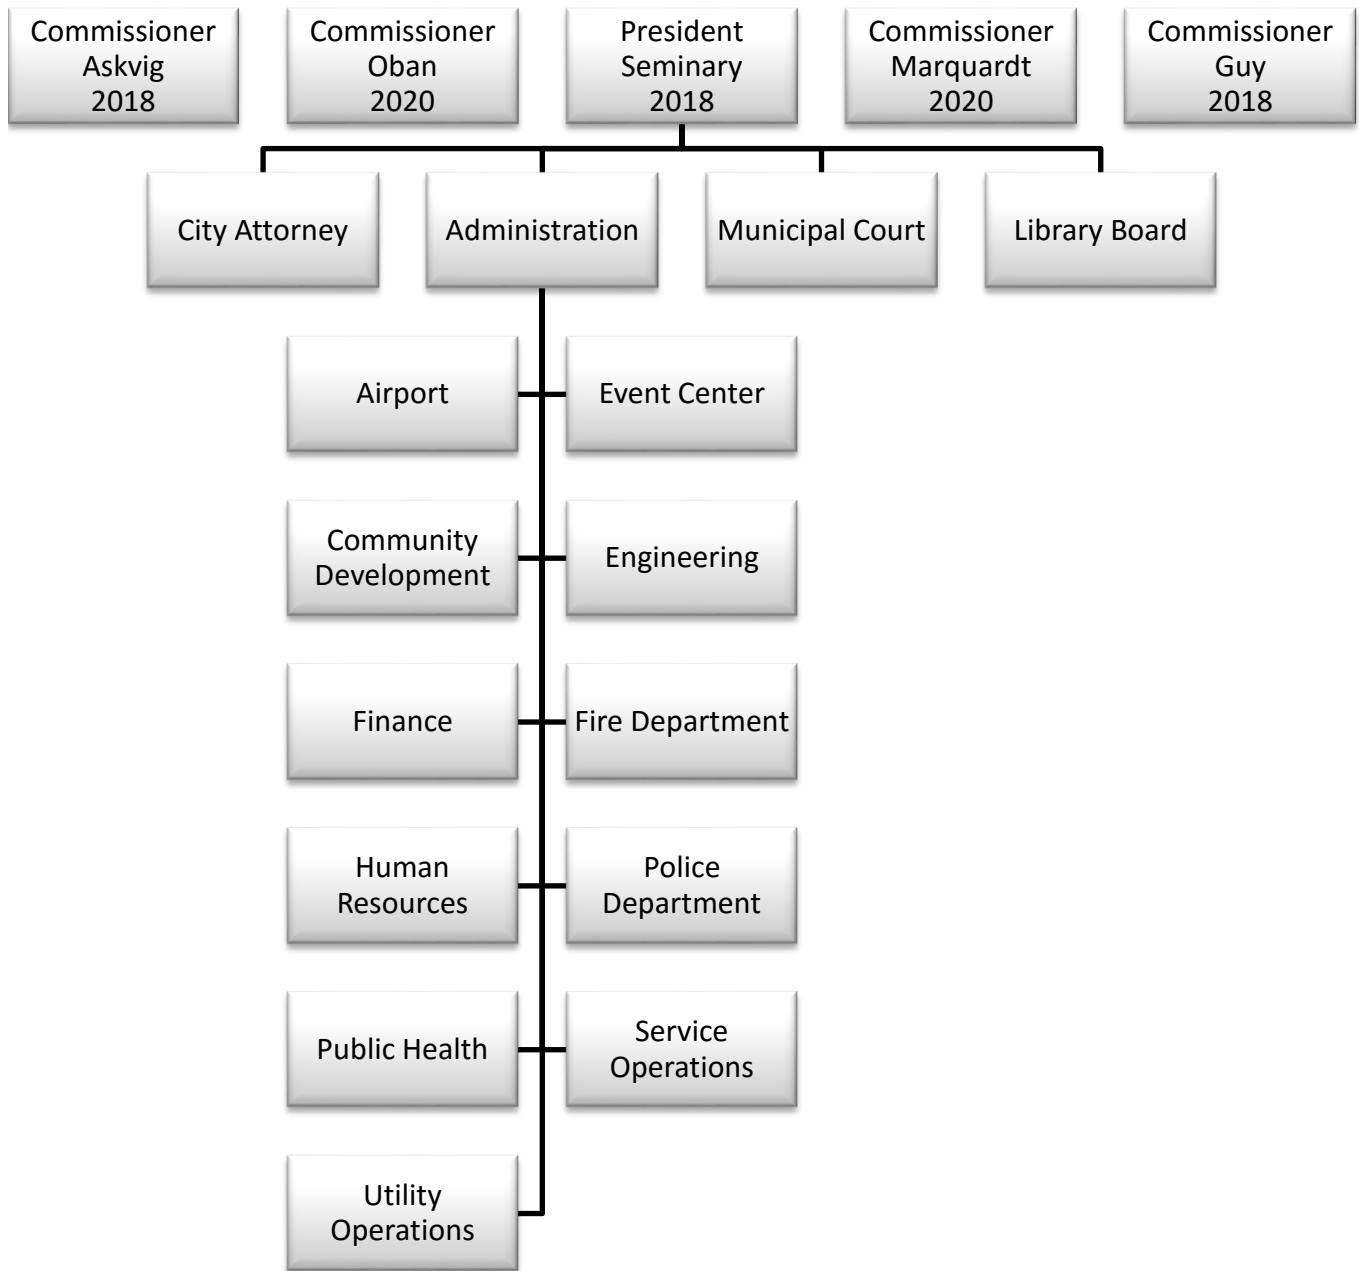 Commissioner
Askvig
2018
Commissioner
Oban
2020
President
Seminary
2018
Commissioner
Marquardt
2020
Commissioner
Guy
2018
City Attorney
Administration
Municipal Court
Library Board
Airport
Event Center
Community
Development
Engineering
Finance
Fire Department
Human
Resources
Police
Department
Public Health
Service
Operations
Utility
Operations